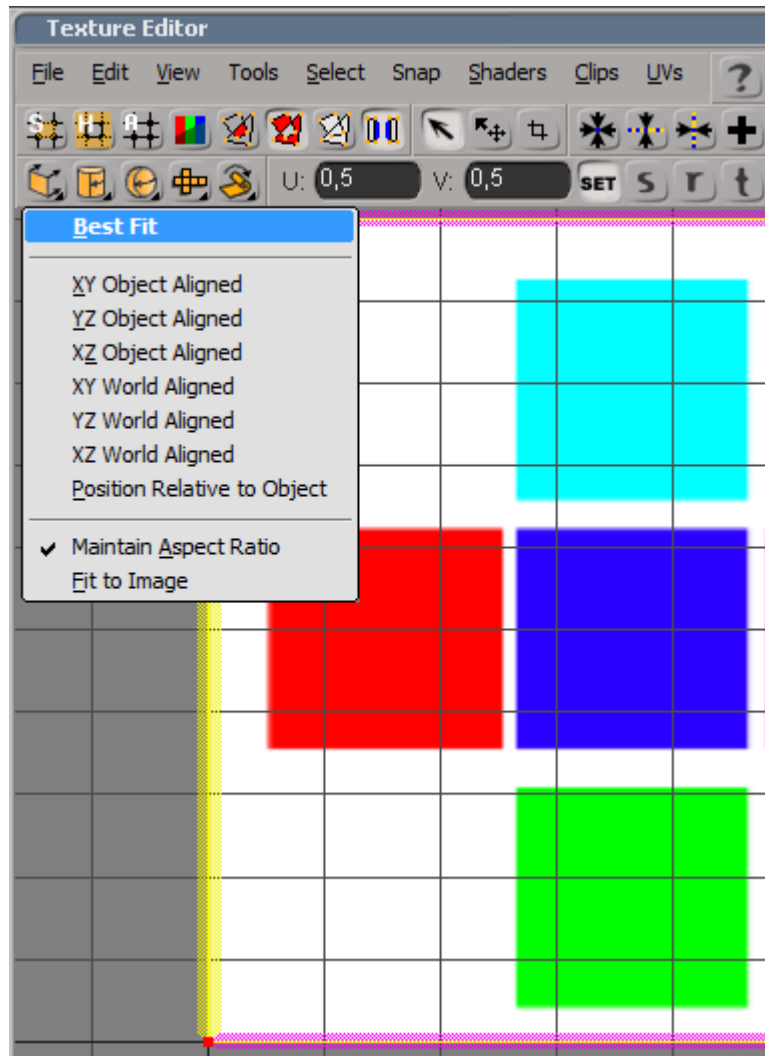 Texture Editor
File Edit View Tools Select Snap Shaders Clips UVs ?
S U A
U: 0,5 V: 0,5 SET s r t
Best Fit
XY Object Aligned
YZ Object Aligned
XZ Object Aligned
XY World Aligned
YZ World Aligned
XZ World Aligned
Position Relative to Object
Maintain Aspect Ratio
Fit to Image